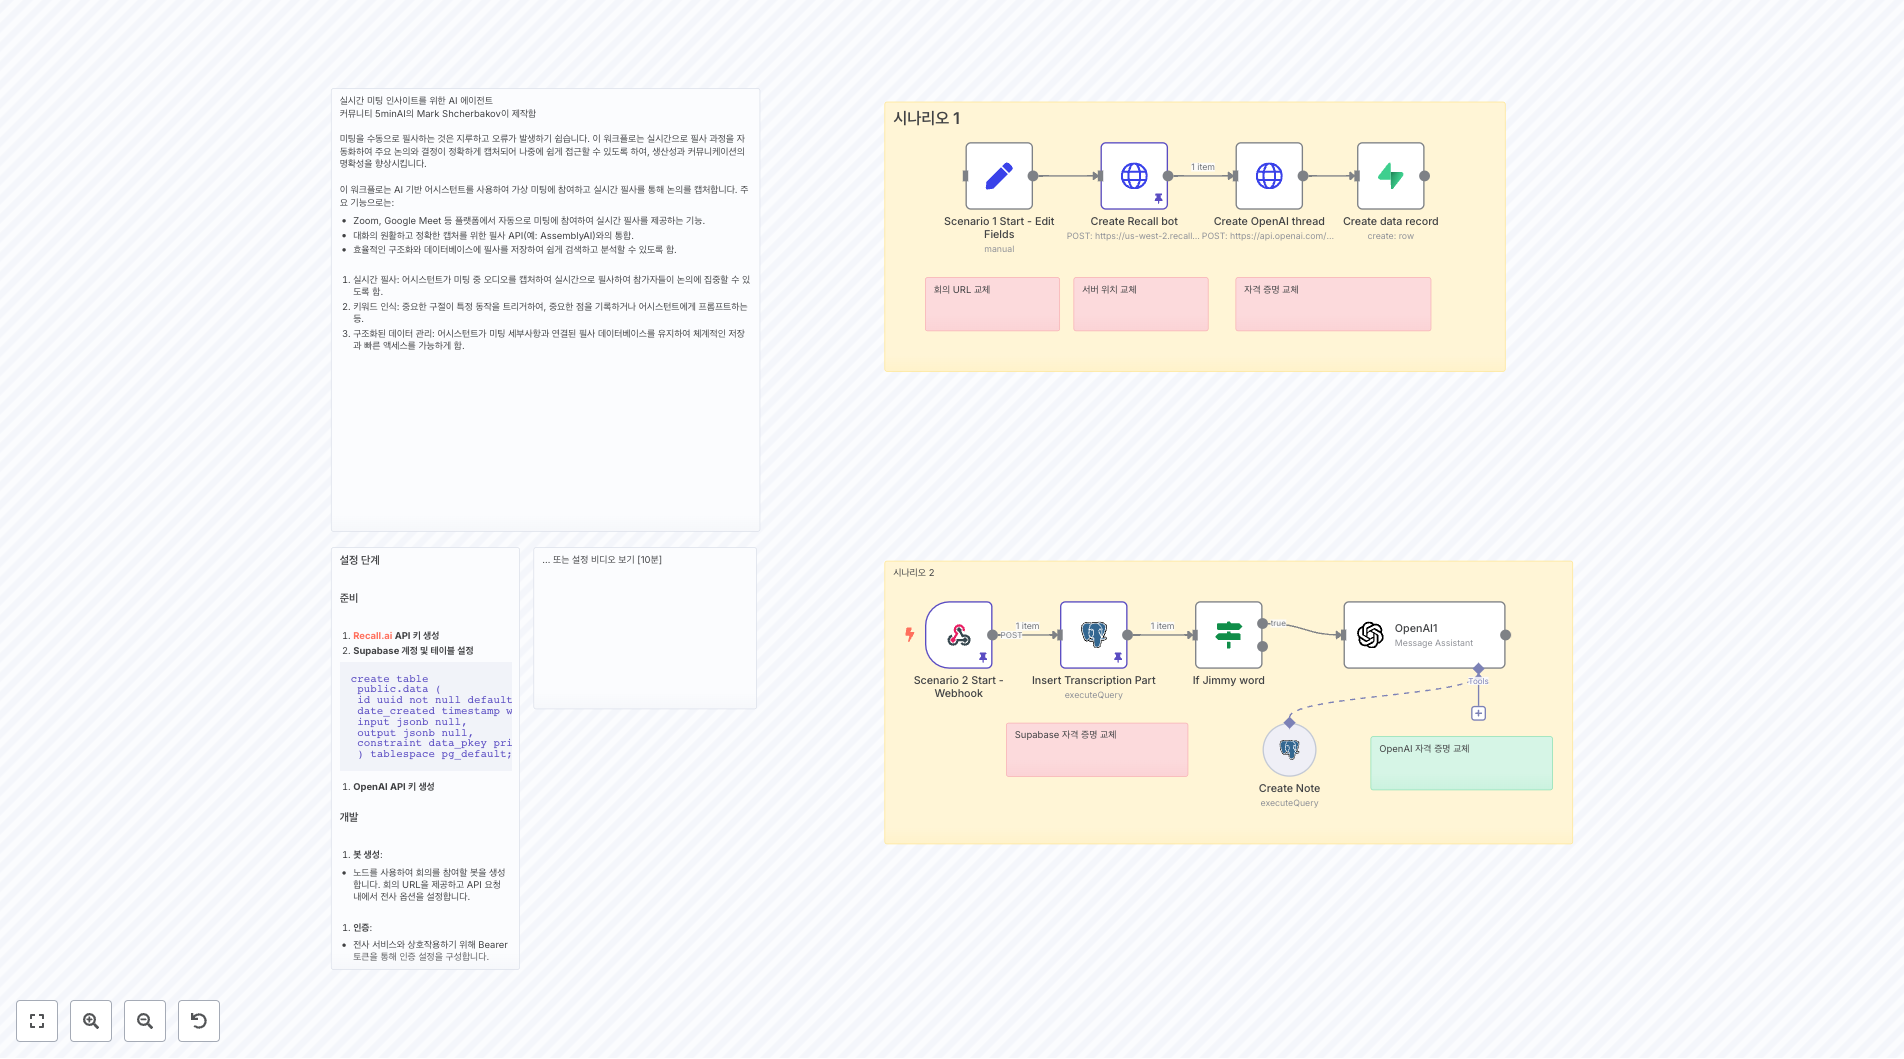 실시간 미팅 인사이트를 위한 AI 에이전트
커뮤니티 5minAI의 Mark Shcherbakov이 제작함
미팅을 수동으로 필사하는 것은 지루하고 오류가 발생하기 쉽습니다. 이 워크플로는 실시간으로 필사 과정을 자
동화하여 주요 논의와 결정이 정확하게 캡처되어 나중에 쉽게 접근할 수 있도록 하여, 생산성과 커뮤니케이션의
명확성을 향상시킵니다.
이 워크플로는 AI 기반 어시스턴트를 사용하여 가상 미팅에 참여하고 실시간 필사를 통해 논의를 캡처합니다. 주
요 기능으로는:
• Zoom, Google Meet 등 플랫폼에서 자동으로 미팅에 참여하여 실시간 필사를 제공하는 기능.
• 대화의 원활하고 정확한 캡처를 위한 필사 API(예: AssemblyAI)와의 통합.
• 효율적인 구조화와 데이터베이스에 필사를 저장하여 쉽게 검색하고 분석할 수 있도록 함.
1. 실시간 필사: 어시스턴트가 미팅 중 오디오를 캡처하여 실시간으로 필사하여 참가자들이 논의에 집중할 수 있
도록 함.
2. 키워드 인식: 중요한 구절이 특정 동작을 트리거하여, 중요한 점을 기록하거나 어시스턴트에게 프롬프트하는
등.
3. 구조화된 데이터 관리: 어시스턴트가 미팅 세부사항과 연결된 필사 데이터베이스를 유지하여 체계적인 저장
과 빠른 액세스를 가능하게 함.
설정 단계
준비
1. Recall.ai API 키 생성
2. Supabase 계정 및 테이블 설정
create table
public.data (
id uuid not null default
date_created timestamp w
input jsonb null,
output jsonb null,
constraint data_pkey pri
) tablespace pg_default;
1. OpenAI API 키 생성
개발
1. 봇 생성:
• 노드를 사용하여 회의를 참여할 봇을 생성
합니다. 회의 URL을 제공하고 API 요청
내에서 전사 옵션을 설정합니다.
1. 인증:
• 전사 서비스와 상호작용하기 위해 Bearer
토큰을 통해 인증 설정을 구성합니다.
... 또는 설정 비디오 보기 [10분]
시나리오 1
1 item
Scenario 1 Start - Edit
Fields
manual
Create Recall bot
POST: https://us-west-2.recall...
Create OpenAI thread
POST: https://api.openai.com/...
Create data record
create: row
회의 URL 교체
서버 위치 교체
자격 증명 교체
시나리오 2
POST
1 item
1 item
true
Scenario 2 Start -
Webhook
Insert Transcription Part
executeQuery
If Jimmy word
OpenAI1
Message Assistant
Tools
Supabase 자격 증명 교체
OpenAI 자격 증명 교체
Create Note
executeQuery